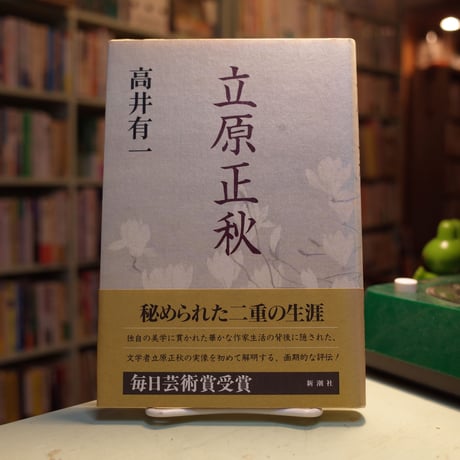 立原正秋
高井有一
秘められた二重の生涯
独自の美学に貫かれた華かな作家生活の背後に隠された、
文学者立原正秋の実像を初めて解明する、画期的な評伝!
毎日芸術賞受賞
新潮社